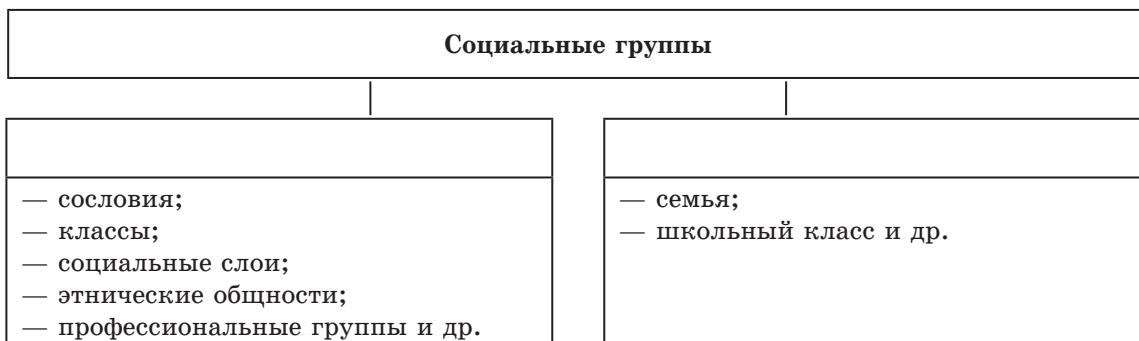 Социальные группы
— сословия;
— классы;
— социальные слои;
— этнические общности;
— профессиональные группы и др.
— семья;
— школьный класс и др.